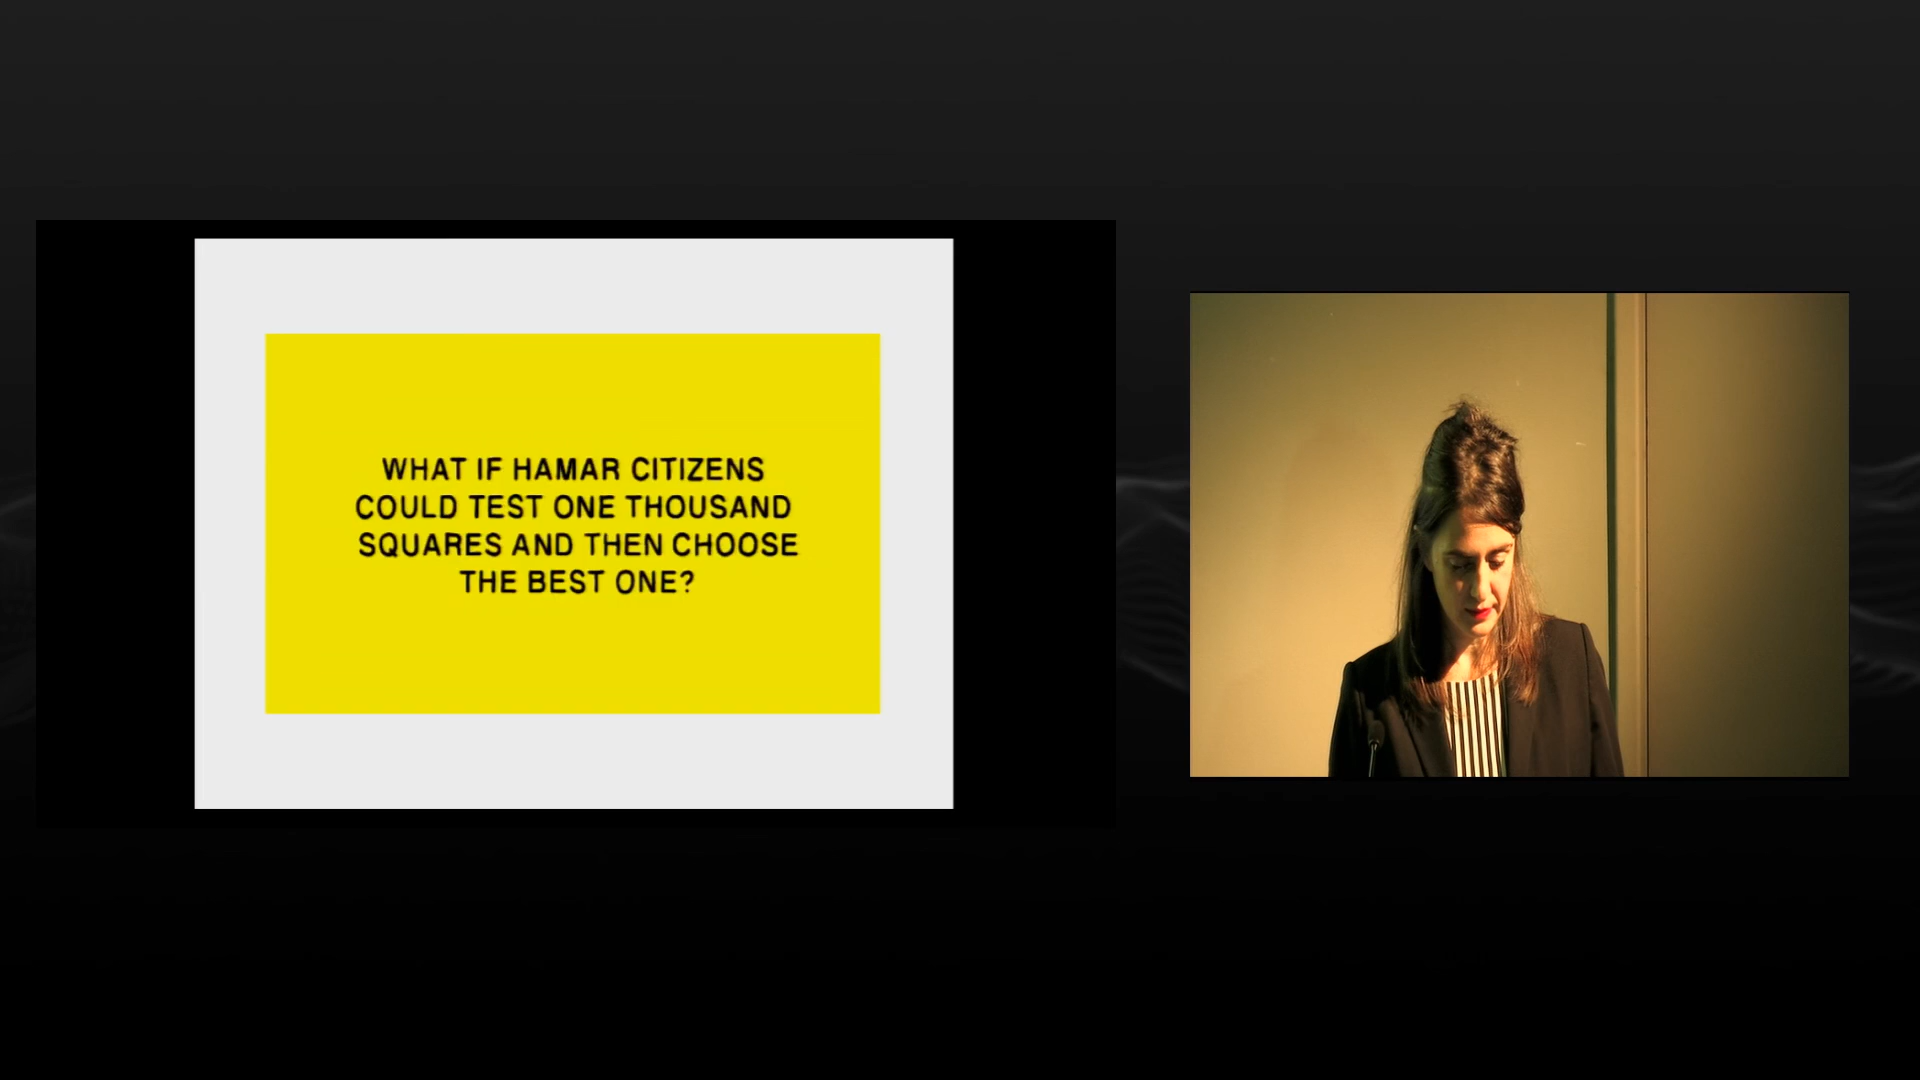 WHAT IF HAMAR CITIZENS
COULD TEST ONE THOUSAND
SQUARES AND THEN CHOOSE
THE BEST ONE?